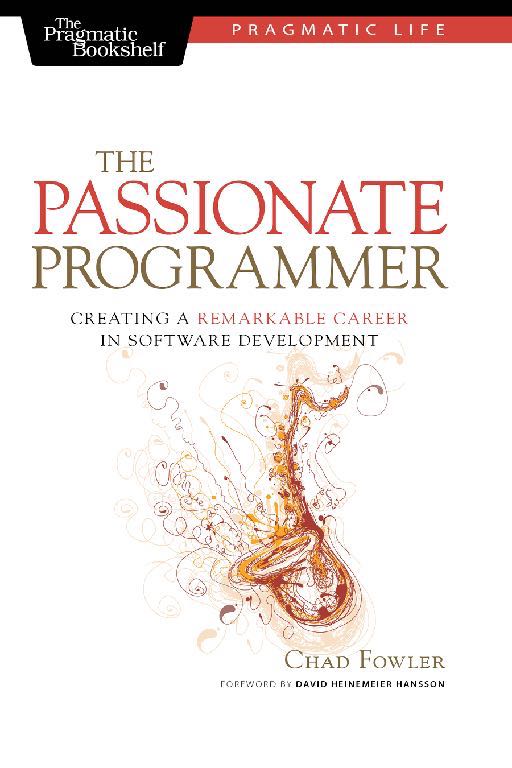 The
Pragmatic
Bookshelf
PRAGMATIC LIFE
THE
PASSIONATE
PROGRAMMER
CREATING A REMARKABLE CAREER
IN SOFTWARE DEVELOPMENT
CHAD FOWLER
FOREWORD BY DAVID HEINEMEIER HANSSON